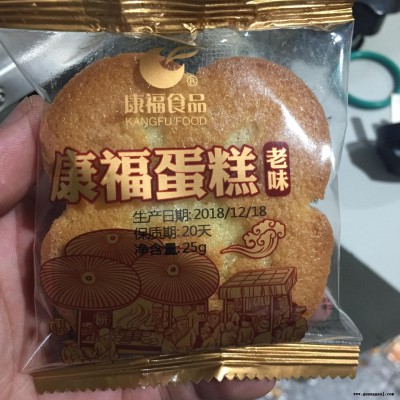 ®
康福食品
KANGFU FOOD
康福蛋糕
老味
生产日期:2018/12/18
保质期:20天
净含量:25g